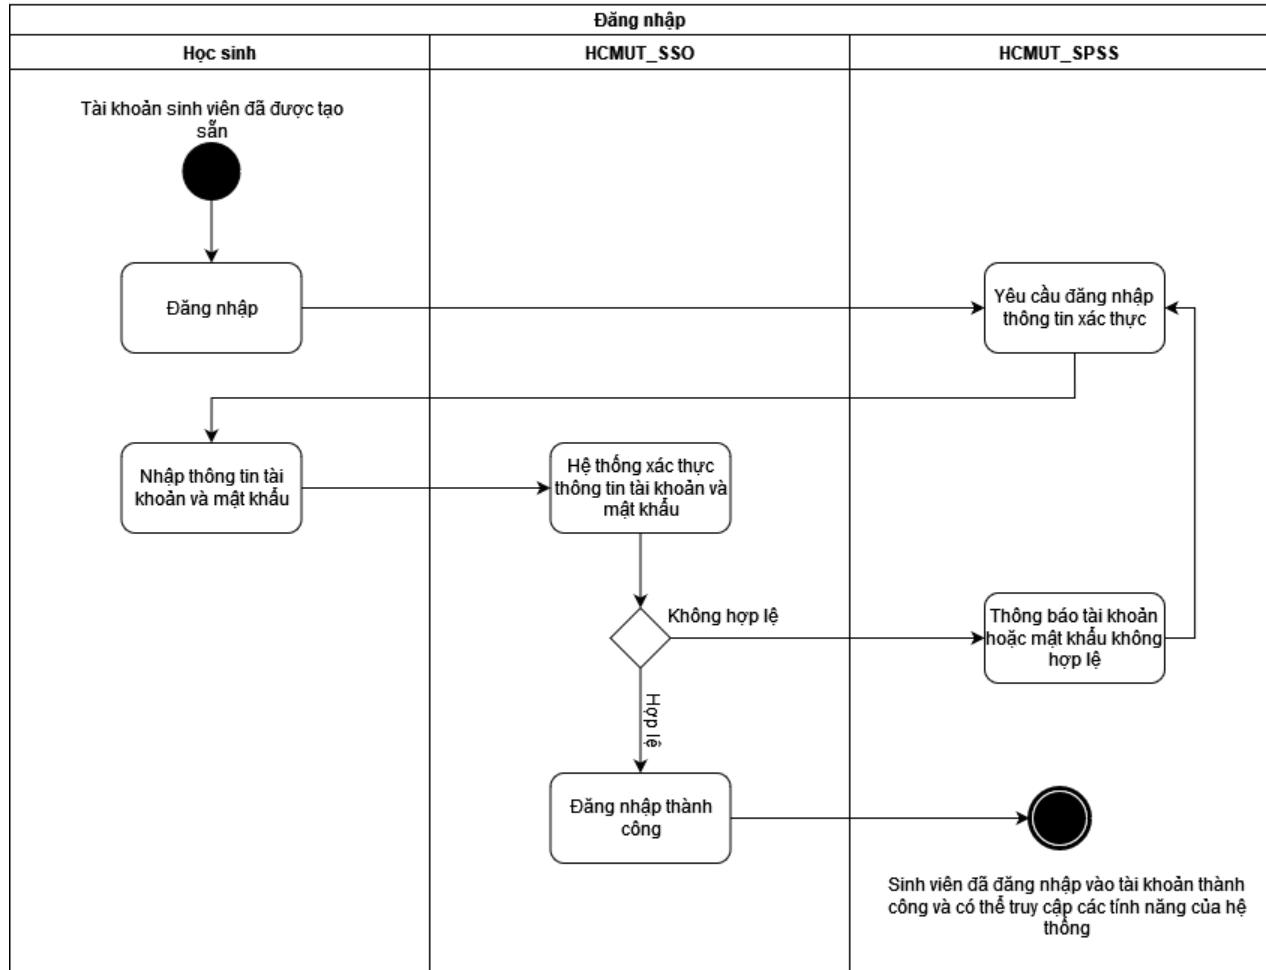 Đăng nhập
Học sinh
HCMUT_SSO
HCMUT_SPSS
Tài khoản sinh viên đã được tạo
sẵn
Đăng nhập
Yêu cầu đăng nhập
thông tin xác thực
Nhập thông tin tài
khoản và mật khẩu
Hệ thống xác thực
thông tin tài khoản và
mật khẩu
Không hợp lệ
Thông báo tài khoản
hoặc mật khẩu không
hợp lệ
Hợp lệ
Đăng nhập thành
công
Sinh viên đã đăng nhập vào tài khoản thành
công và có thể truy cập các tính năng của hệ
thống